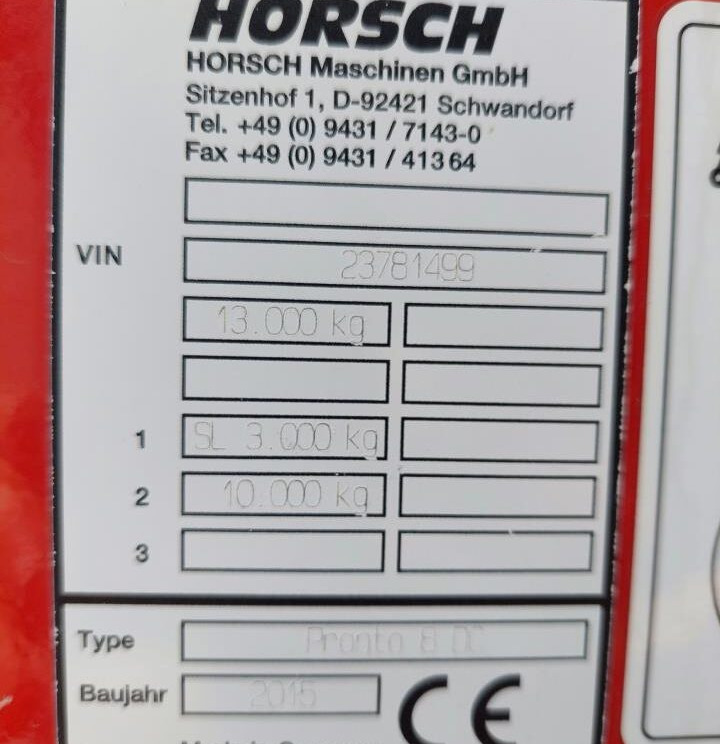 HORSCH
HORSCH Maschinen GmbH
Sitzenhof 1, D-92421 Schwandorf
Tel. +49 (0) 9431 / 7143-0
Fax +49 (0) 9431 / 41364
VIN 23781499
13.000 kg
1 SL 3.000 kg
2 10.000 kg
3
Type Pronto 8 DC
Baujahr 2015
CE